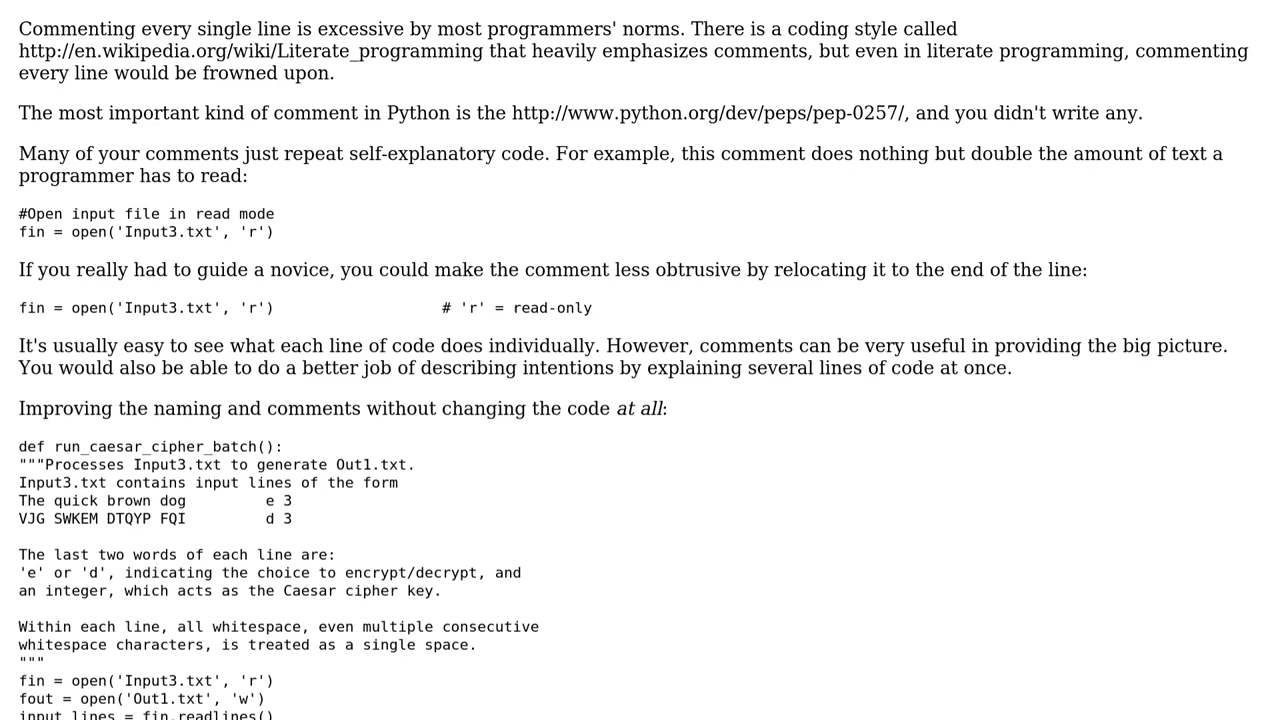 Commenting every single line is excessive by most programmers' norms. There is a coding style called
http://en.wikipedia.org/wiki/Literate_programming that heavily emphasizes comments, but even in literate programming, commenting
every line would be frowned upon.
The most important kind of comment in Python is the http://www.python.org/dev/peps/pep-0257/, and you didn't write any.
Many of your comments just repeat self-explanatory code. For example, this comment does nothing but double the amount of text a
programmer has to read:
#Open input file in read mode
fin = open('Input3.txt', 'r')
If you really had to guide a novice, you could make the comment less obtrusive by relocating it to the end of the line:
fin = open('Input3.txt', 'r')                   # 'r' = read-only
It's usually easy to see what each line of code does individually. However, comments can be very useful in providing the big picture.
You would also be able to do a better job of describing intentions by explaining several lines of code at once.
Improving the naming and comments without changing the code at all:
def run_caesar_cipher_batch():
"""Processes Input3.txt to generate Out1.txt.
Input3.txt contains input lines of the form
The quick brown dog         e 3
VJG SWKEM DTQYP FQI         d 3
The last two words of each line are:
'e' or 'd', indicating the choice to encrypt/decrypt, and
an integer, which acts as the Caesar cipher key.
Within each line, all whitespace, even multiple consecutive
whitespace characters, is treated as a single space.
"""
fin = open('Input3.txt', 'r')
fout = open('Out1.txt', 'w')
input_lines = fin.readlines()